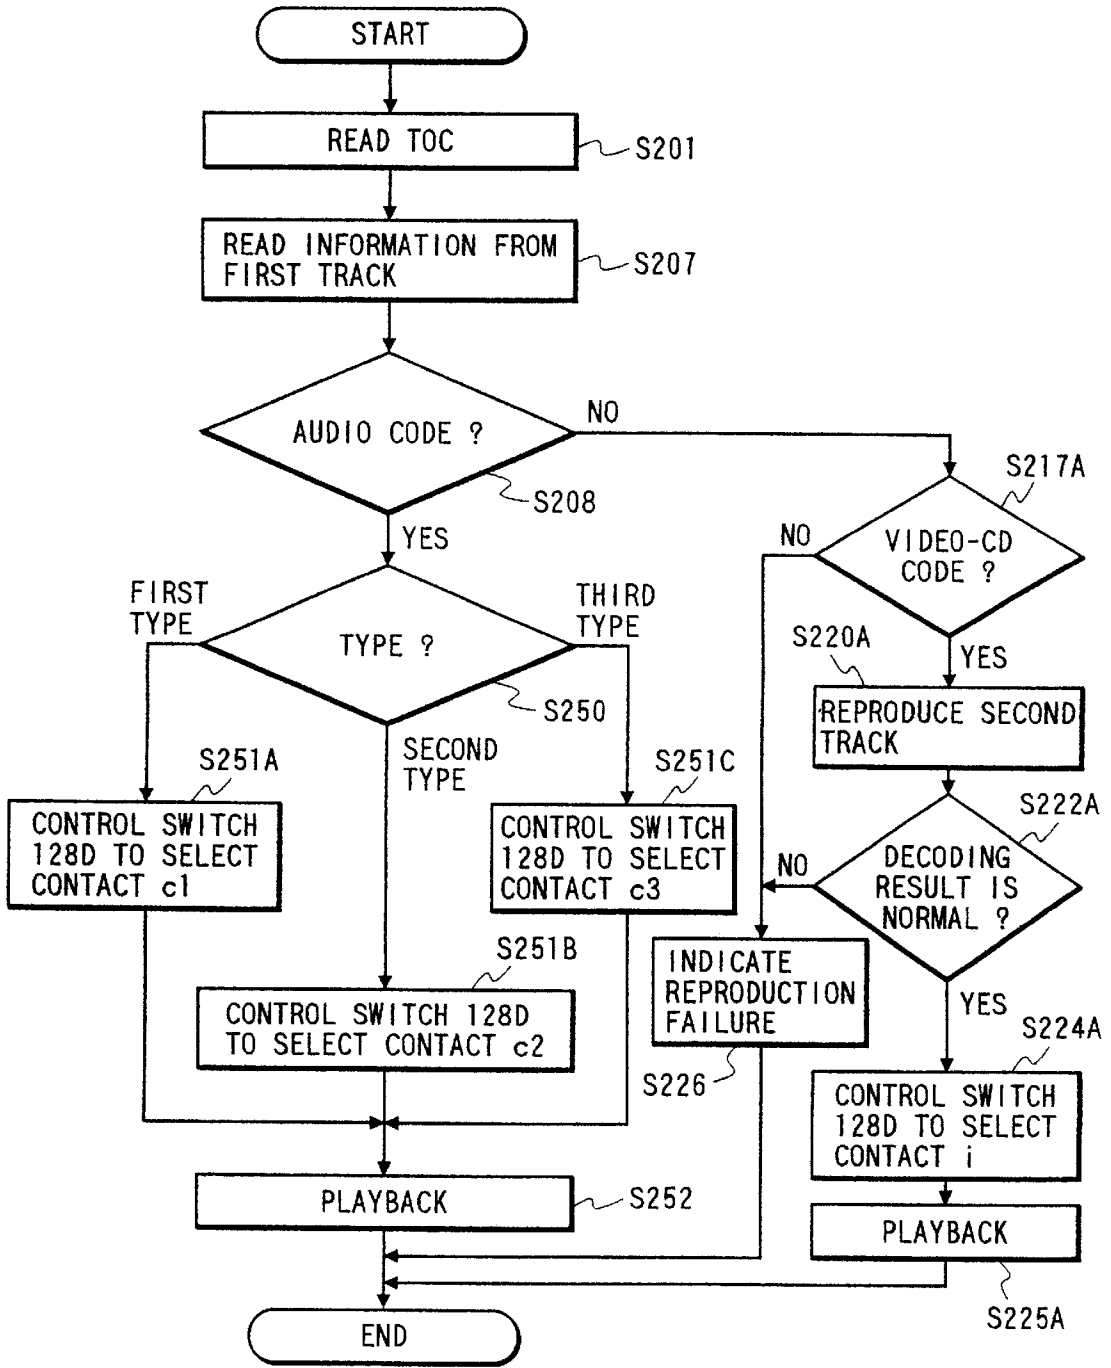 START
READ TOC
S201
READ INFORMATION FROM
FIRST TRACK
S207
AUDIO CODE ?
S208
NO
YES
S217A
VIDEO-CD
CODE ?
NO
YES
FIRST
TYPE
THIRD
TYPE
TYPE ?
S250
SECOND
TYPE
S220A
REPRODUCE SECOND
TRACK
S251A
CONTROL SWITCH
128D TO SELECT
CONTACT c1
S251C
CONTROL SWITCH
128D TO SELECT
CONTACT c3
S222A
DECODING
RESULT IS
NORMAL ?
NO
YES
S251B
CONTROL SWITCH 128D
TO SELECT CONTACT c2
INDICATE
REPRODUCTION
FAILURE
S226
S224A
CONTROL SWITCH
128D TO SELECT
CONTACT i
PLAYBACK
S252
PLAYBACK
S225A
END